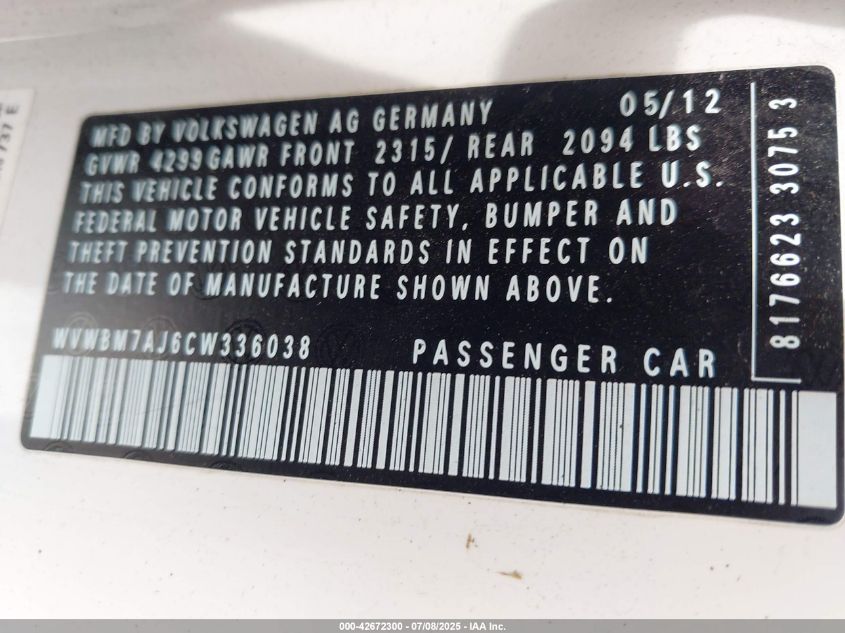 MFD BY VOLKSWAGEN AG GERMANY 05/12
GVWR 4299 GAWR FRONT 2315/ REAR 2094 LBS
THIS VEHICLE CONFORMS TO ALL APPLICABLE U.S.
FEDERAL MOTOR VEHICLE SAFETY, BUMPER AND
THEFT PREVENTION STANDARDS IN EFFECT ON
THE DATE OF MANUFACTURE SHOWN ABOVE.
WVWBM7AJ6CW336038 PASSENGER CAR
8176623 3075 3
737 E
000-42672300 - 07/08/2025 - IAA Inc.